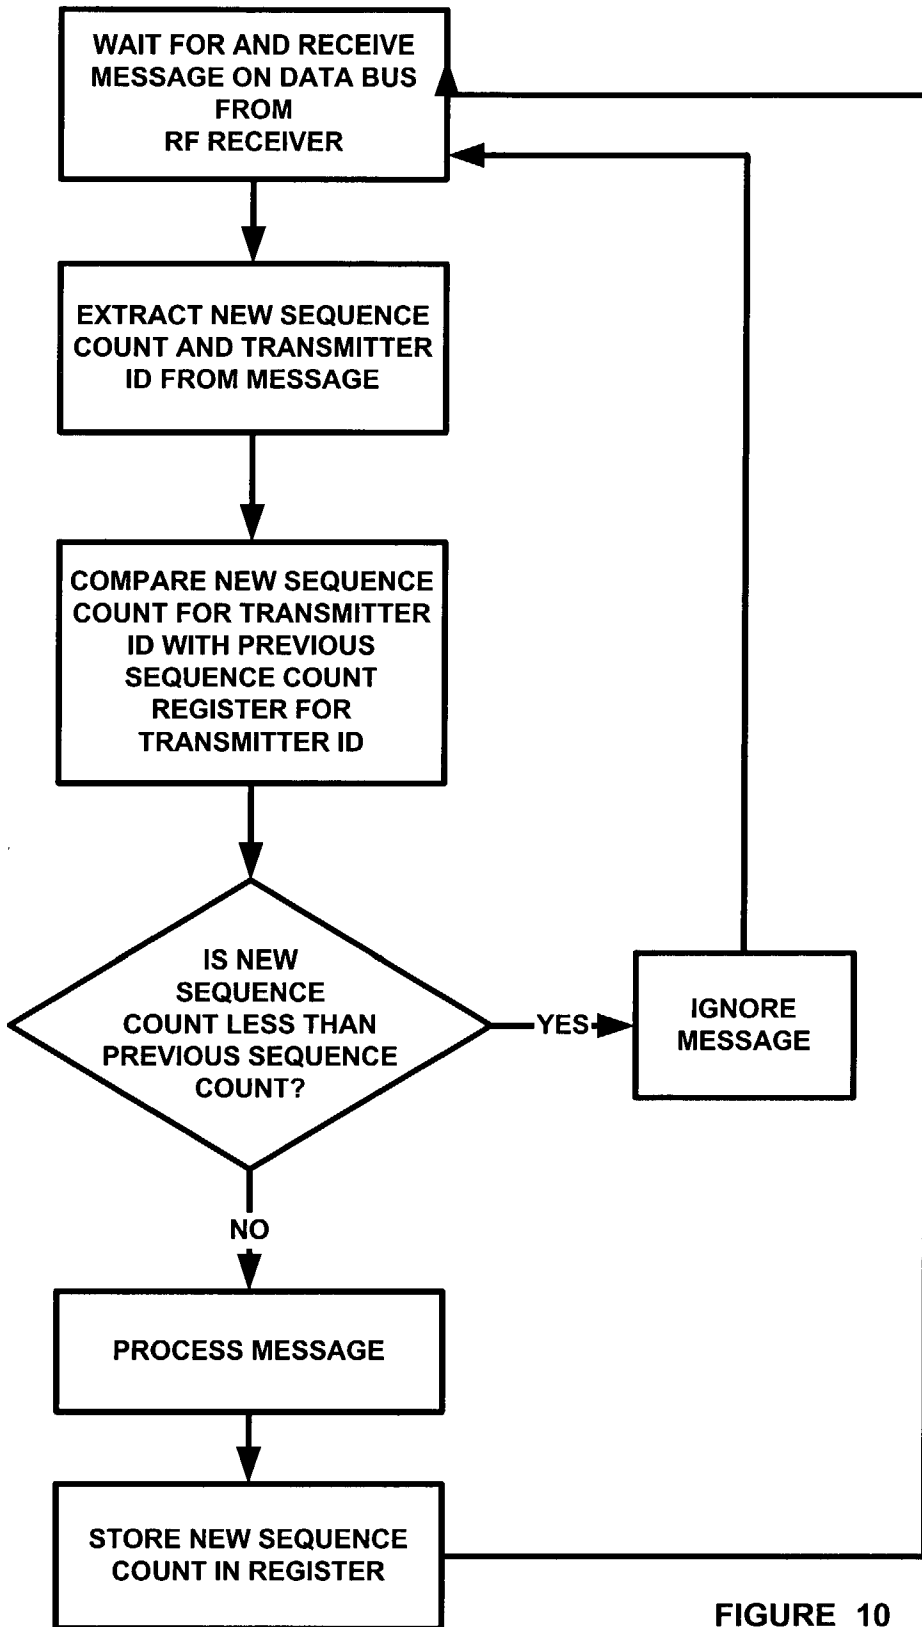 WAIT FOR AND RECEIVE
MESSAGE ON DATA BUS
FROM
RF RECEIVER
EXTRACT NEW SEQUENCE
COUNT AND TRANSMITTER
ID FROM MESSAGE
COMPARE NEW SEQUENCE
COUNT FOR TRANSMITTER
ID WITH PREVIOUS
SEQUENCE COUNT
REGISTER FOR
TRANSMITTER ID
IS NEW
SEQUENCE
COUNT LESS THAN
PREVIOUS SEQUENCE
COUNT?
YES
IGNORE
MESSAGE
NO
PROCESS MESSAGE
STORE NEW SEQUENCE
COUNT IN REGISTER
FIGURE 10